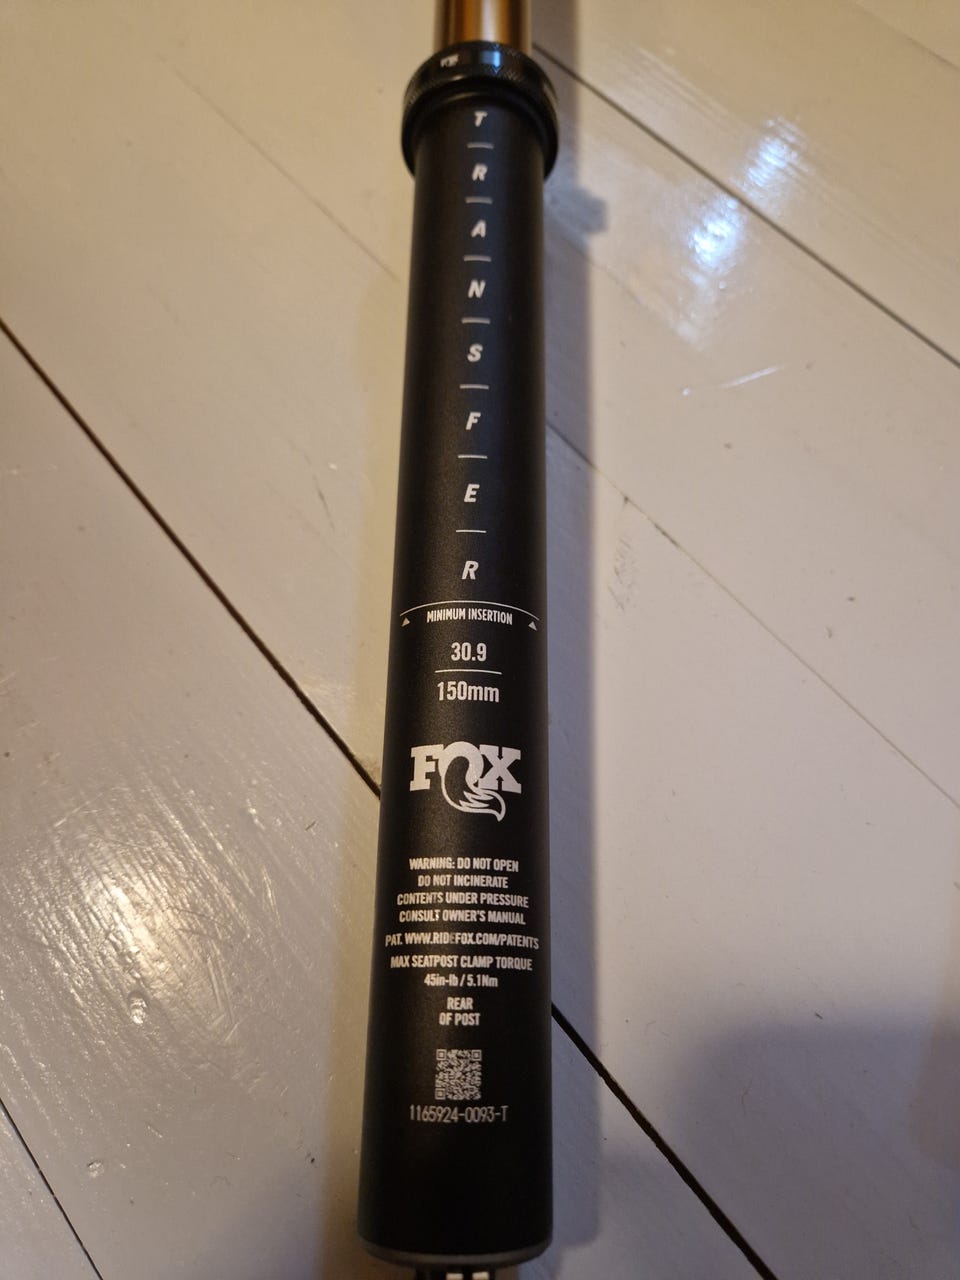 T
R
A
N
S
F
E
R
MINIMUM INSERTION
30.9
150mm
FOX
WARNING: DO NOT OPEN
DO NOT INCINERATE
CONTENTS UNDER PRESSURE
CONSULT OWNER'S MANUAL
PAT. WWW.RIDEFOX.COM/PATENTS
MAX SEATPOST CLAMP TORQUE
45in-lb / 5.1Nm
REAR
OF POST
1165924-0093-T